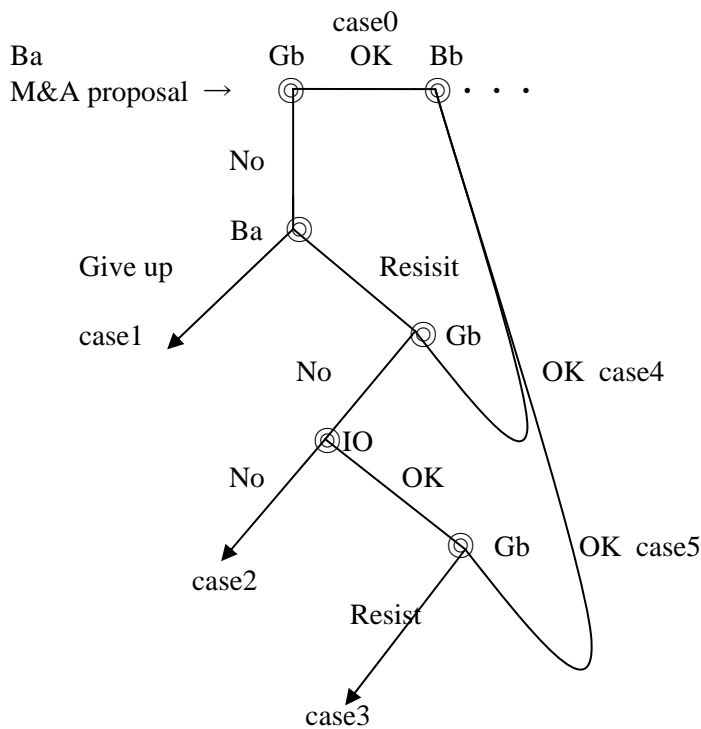 case0
Ba Gb OK Bb
M&A proposal → · · ·
No
Ba
Give up Resisit
case1 Gb
No OK case4
IO
No OK
Gb OK case5
case2
Resist
case3